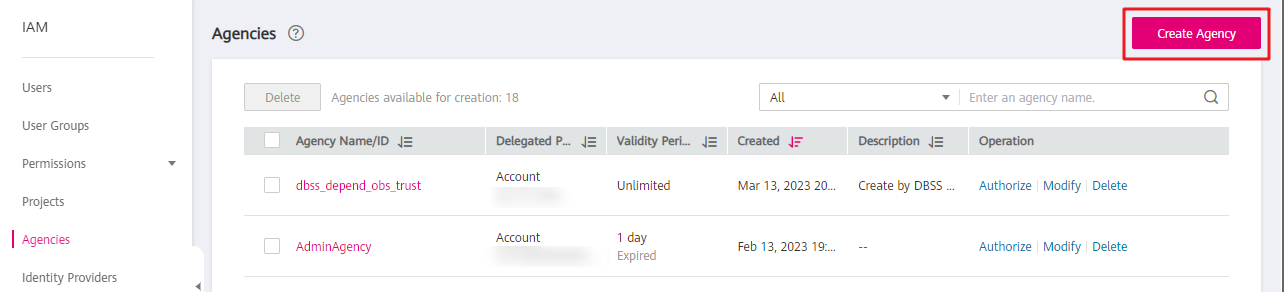 IAM
Users
User Groups
Permissions
Projects
Agencies
Identity Providers
Agencies ?
Create Agency
Delete Agencies available for creation: 18 All Enter an agency name.
Agency Name/ID Delegated P... Validity Peri... Created Description Operation
dbss_depend_obs_trust Account Unlimited Mar 13, 2023 20... Create by DBSS ... Authorize Modify Delete
AdminAgency Account 1 day Feb 13, 2023 19:... -- Authorize Modify Delete
Expired